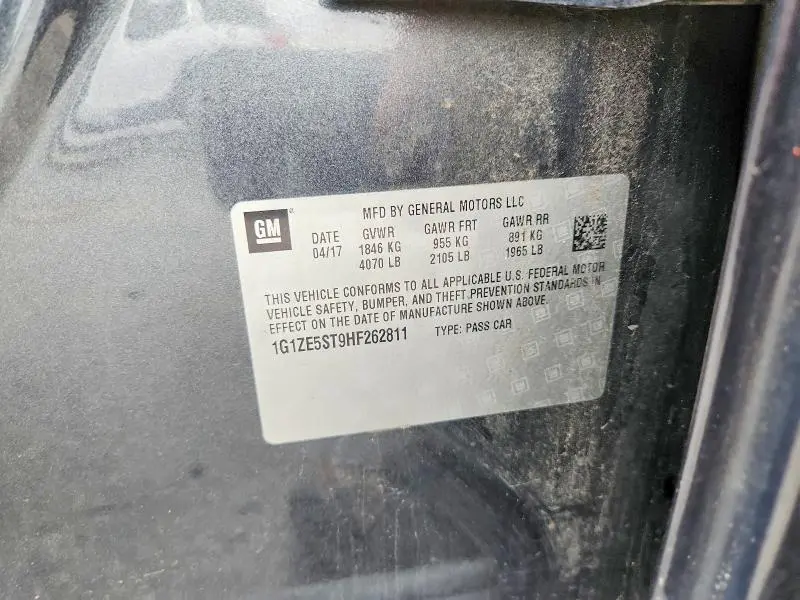 GM
MFD BY GENERAL MOTORS LLC
DATE GVWR GAWR FRT GAWR RR
04/17 1846 KG 955 KG 891 KG
4070 LB 2105 LB 1965 LB
THIS VEHICLE CONFORMS TO ALL APPLICABLE U.S. FEDERAL MOTOR
VEHICLE SAFETY, BUMPER, AND THEFT PREVENTION STANDARDS IN
EFFECT ON THE DATE OF MANUFACTURE SHOWN ABOVE.
1G1ZE5ST9HF262811 TYPE: PASS CAR